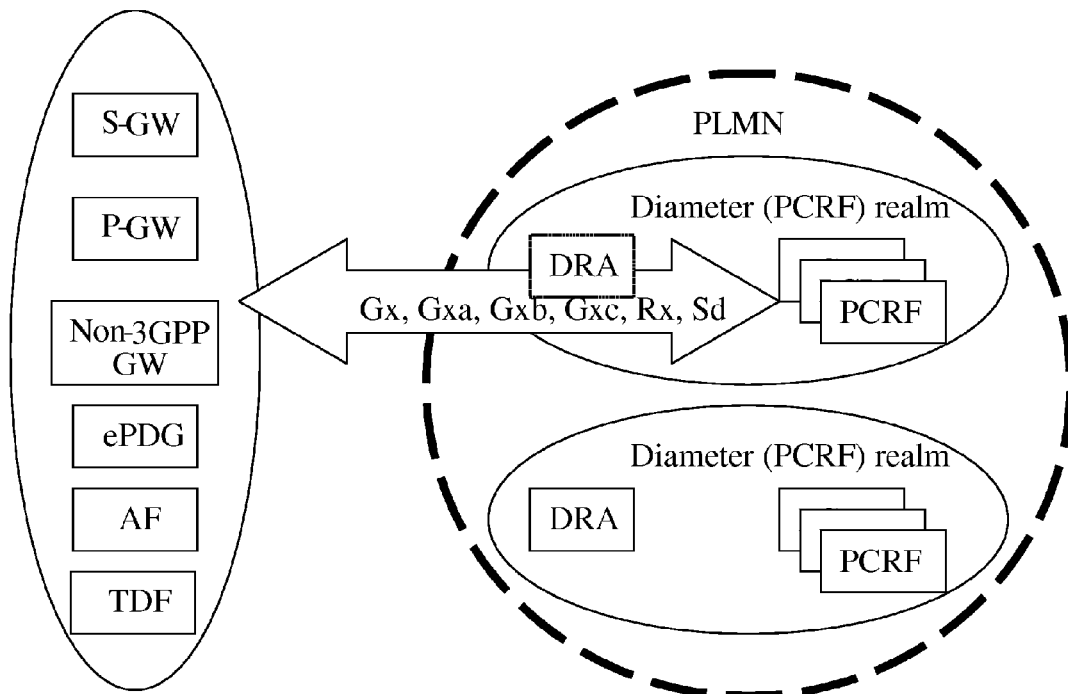 S-GW
P-GW
Non-3GPP
GW
ePDG
AF
TDF
PLMN
Diameter (PCRF) realm
DRA
Gx, Gxa, Gxb, Gxc, Rx, Sd
PCRF
Diameter (PCRF) realm
DRA
PCRF